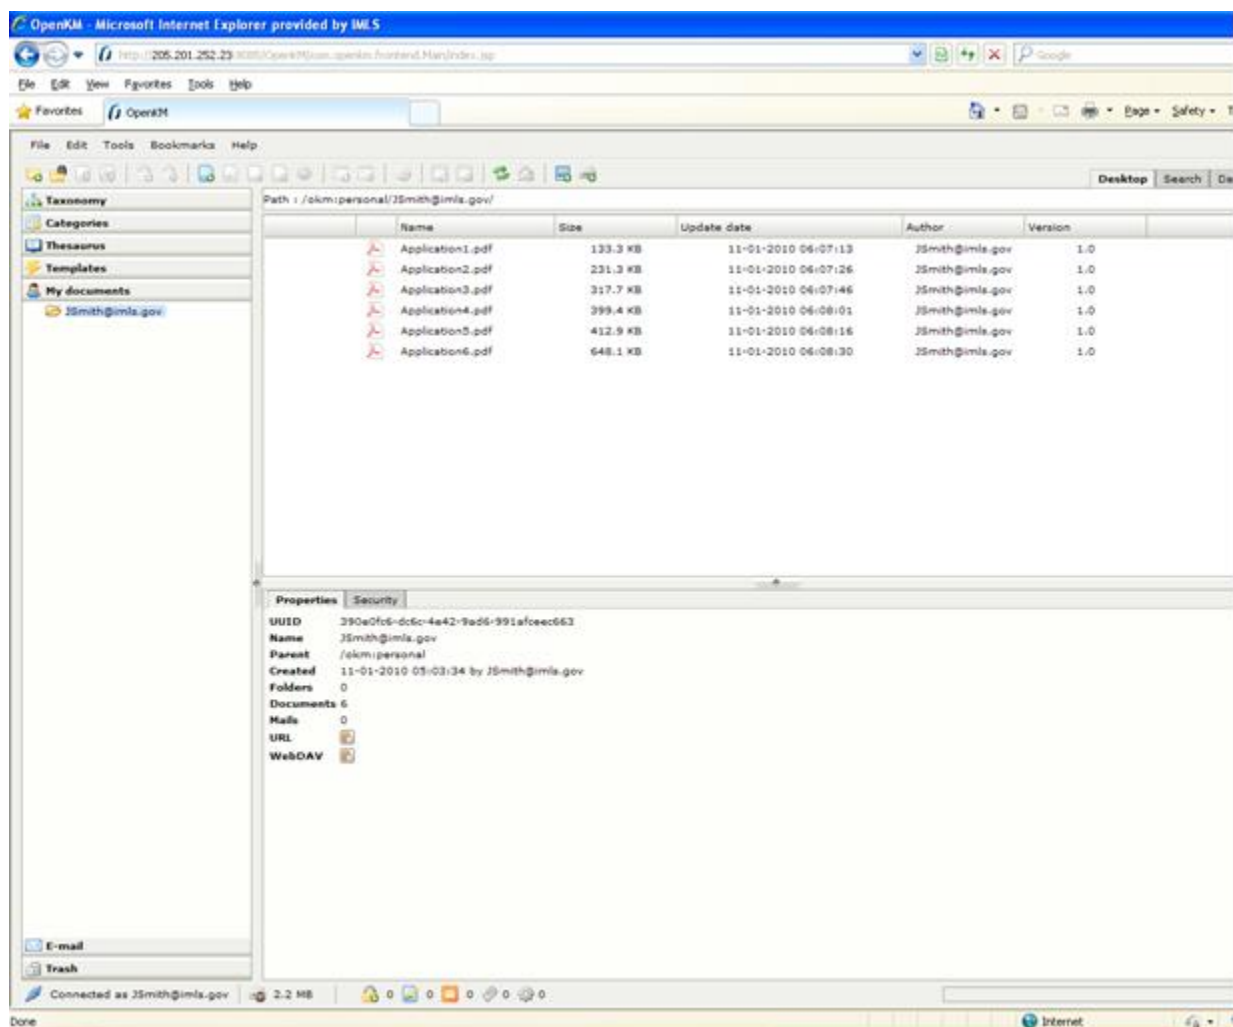 OpenKM - Microsoft Internet Explorer provided by IMLS
205.201.252.23
Google
File Edit View Favorites Tools Help
Favorites OpenKM
Page Safety
File Edit Tools Bookmarks Help
Desktop Search
Taxonomy
Path : /okm:personal/JSmith@imls.gov/
Categories
Name Size Update date Author Version
Thesaurus
Application1.pdf 133.3 KB 11-01-2010 06:07:13 JSmith@imls.gov 1.0
Templates
Application2.pdf 231.3 KB 11-01-2010 06:07:26 JSmith@imls.gov 1.0
My documents
Application3.pdf 317.7 KB 11-01-2010 06:07:46 JSmith@imls.gov 1.0
JSmith@imls.gov
Application4.pdf 399.4 KB 11-01-2010 06:08:01 JSmith@imls.gov 1.0
Application5.pdf 412.9 KB 11-01-2010 06:08:16 JSmith@imls.gov 1.0
Application6.pdf 648.1 KB 11-01-2010 06:08:30 JSmith@imls.gov 1.0
Properties Security
UUID 390e0fc6-dc6c-4e42-9ad6-991afceec663
Name JSmith@imls.gov
Parent /okm:personal
Created 11-01-2010 05:03:34 by JSmith@imls.gov
Folders 0
Documents 6
Mails 0
URL
WebDAV
E-mail
Trash
Connected as JSmith@imls.gov 2.2 MB 0 0 0 0 0
Done Internet